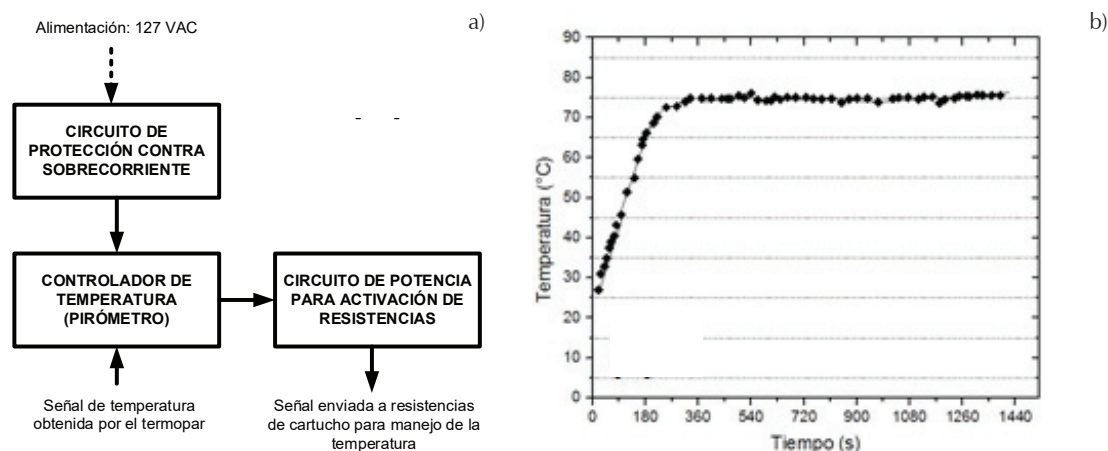 a)
Alimentación: 127 VAC
CIRCUITO DE
PROTECCIÓN CONTRA
SOBRECORRIENTE
CONTROLADOR DE
TEMPERATURA
(PIRÓMETRO)
CIRCUITO DE POTENCIA
PARA ACTIVACIÓN DE
RESISTENCIAS
Señal de temperatura
obtenida por el termopar
Señal enviada a resistencias
de cartucho para manejo de la
temperatura
b)
Temperatura (°C)
90
80
70
60
50
40
30
20
10
0
0 180 360 540 720 900 1080 1260 1440
Tiempo (s)